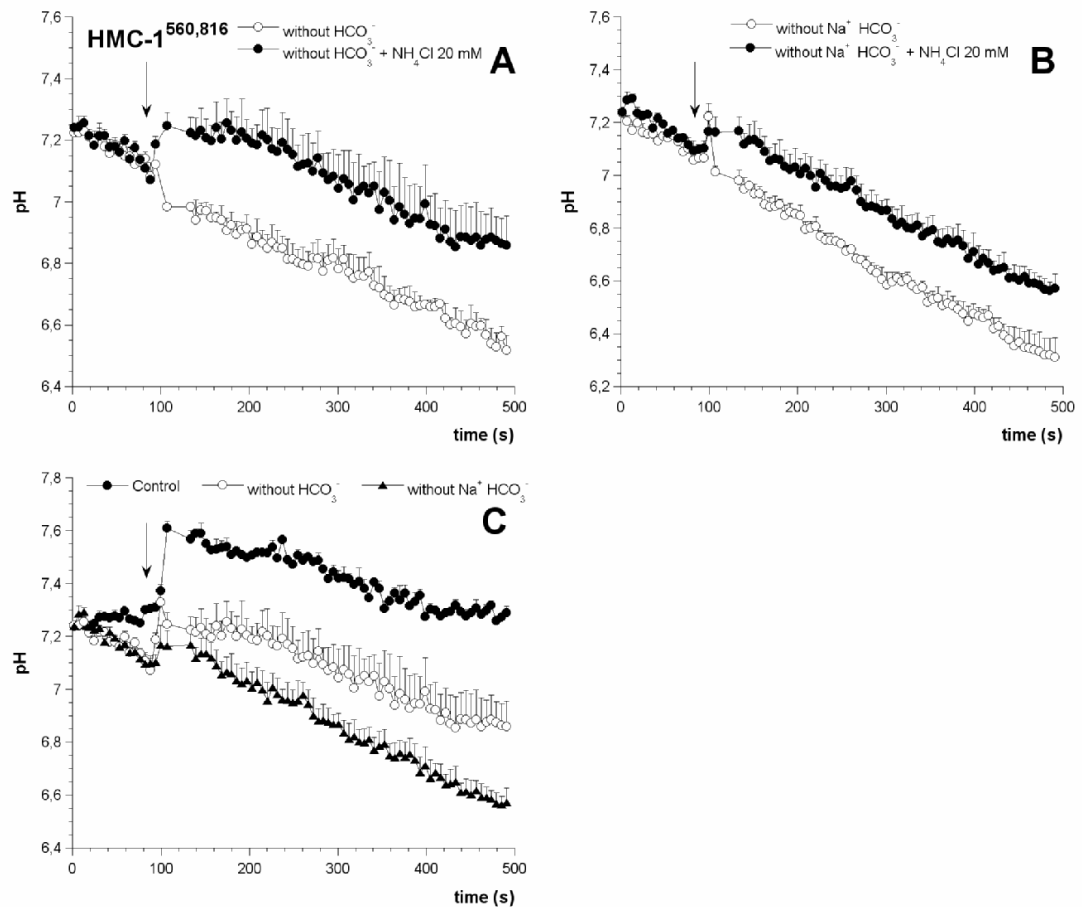 HMC-1560,816
without HCO3-
without HCO3- + NH4Cl 20 mM
A
7,6
7,4
7,2
7
6,8
6,6
6,4
pH
0 100 200 300 400 500
time (s)
without Na+ HCO3-
without Na+ HCO3- + NH4Cl 20 mM
B
7,6
7,4
7,2
7
6,8
6,6
6,4
6,2
pH
0 100 200 300 400 500
time (s)
Control without HCO3- without Na+ HCO3-
C
7,8
7,6
7,4
7,2
7
6,8
6,6
6,4
pH
0 100 200 300 400 500
time (s)